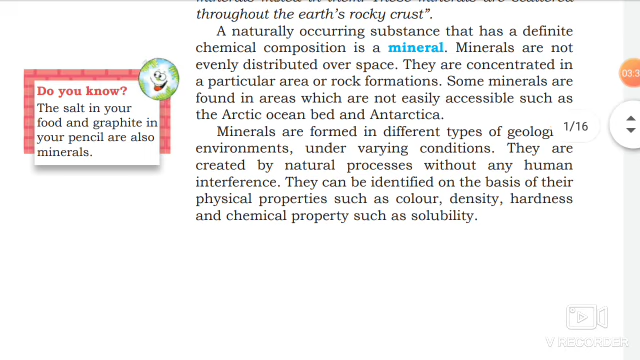 minerals mixed in them. These minerals are scattered
throughout the earth's rocky crust".
A naturally occurring substance that has a definite
chemical composition is a mineral. Minerals are not
evenly distributed over space. They are concentrated in
a particular area or rock formations. Some minerals are
found in areas which are not easily accessible such as
the Arctic ocean bed and Antarctica.
Minerals are formed in different types of geologi
environments, under varying conditions. They are
created by natural processes without any human
interference. They can be identified on the basis of their
physical properties such as colour, density, hardness
and chemical property such as solubility.
Do you know?
The salt in your
food and graphite in
your pencil are also
minerals.
03:3
1/16
V RECORDER